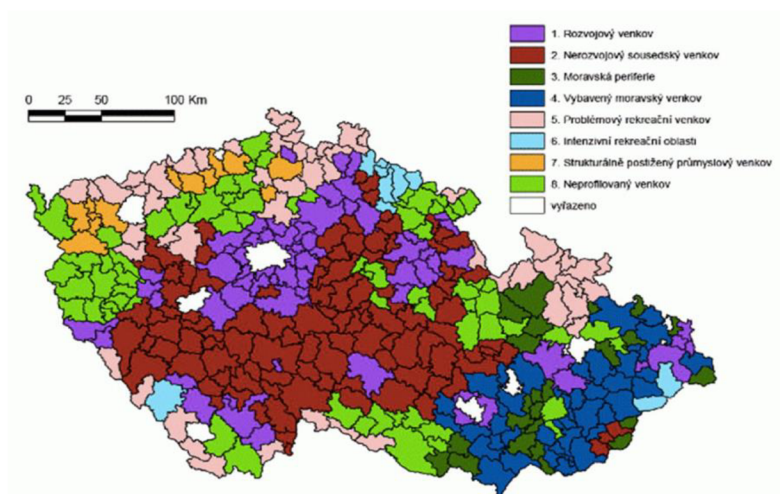 1. Rozvojový venkov
2. Nerozvojový sousedský venkov
3. Moravská periferie
4. Vybavený moravský venkov
5. Problémový rekreační venkov
6. Intenzivní rekreační oblasti
7. Strukturálně postižený průmyslový venkov
8. Neprofilovaný venkov
vyřazeno
0 25 50 100 Km